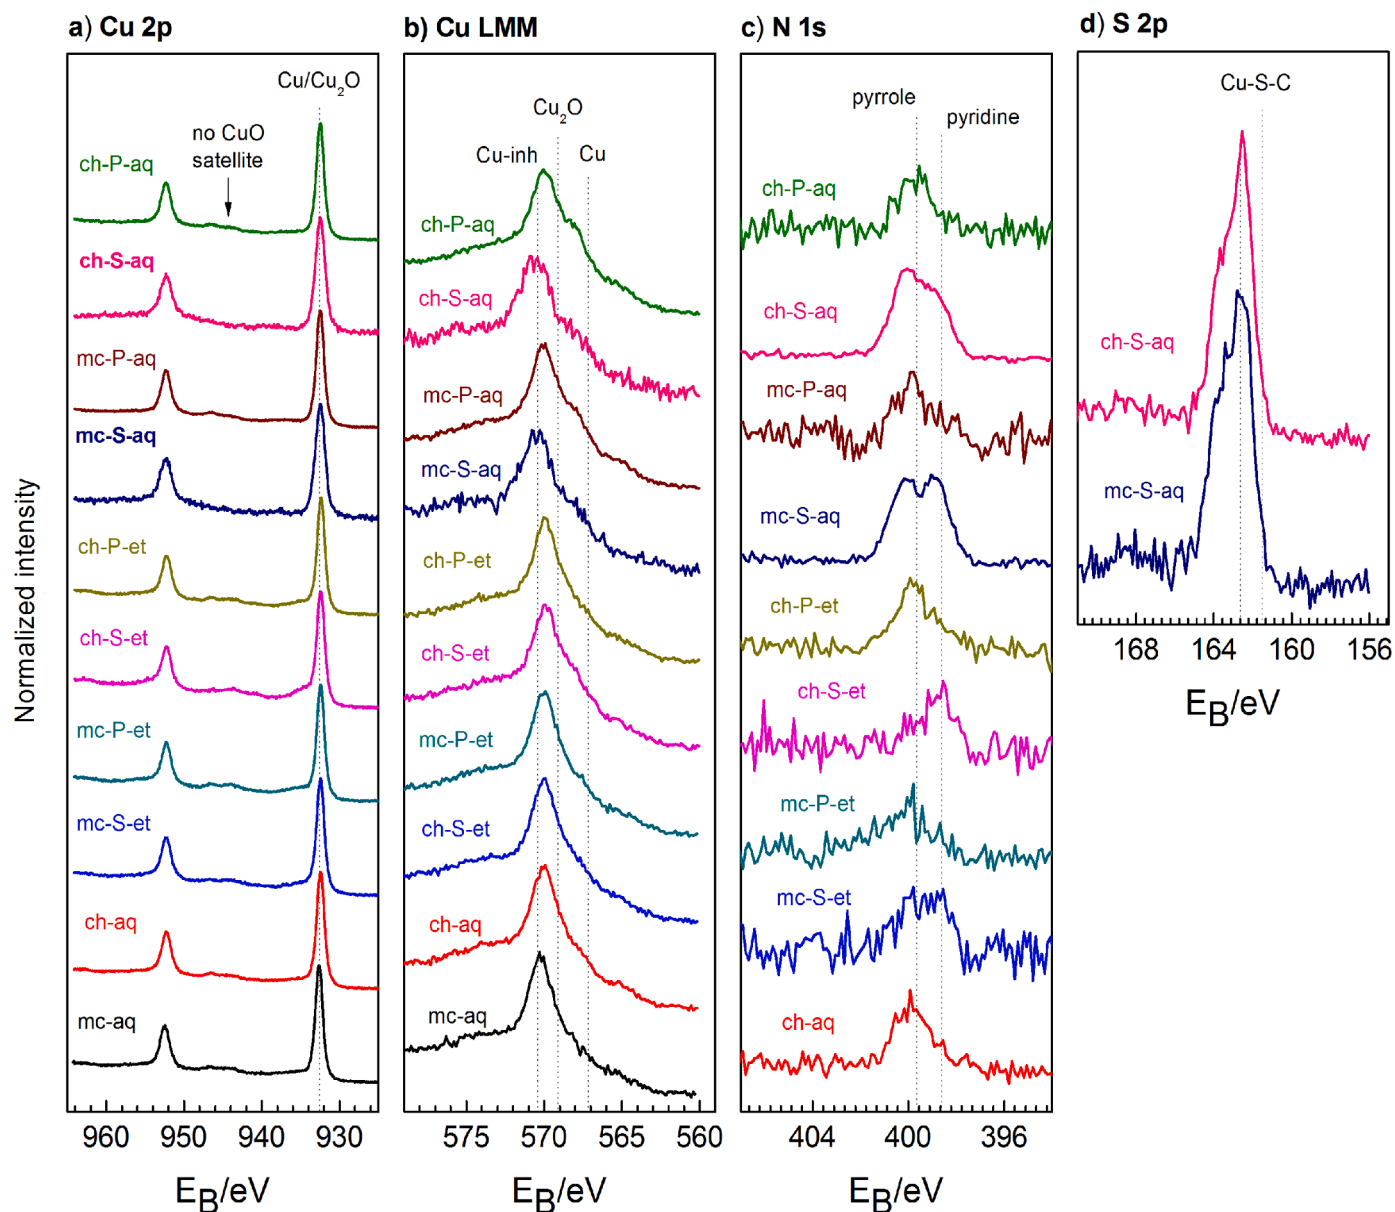 a) Cu 2p
Cu/Cu₂O
no CuO
satellite
ch-P-aq
ch-S-aq
mc-P-aq
mc-S-aq
ch-P-et
ch-S-et
mc-P-et
mc-S-et
ch-aq
mc-aq
960 950 940 930
E_B/eV
Normalized intensity
b) Cu LMM
Cu₂O
Cu-inh
Cu
ch-P-aq
ch-S-aq
mc-P-aq
mc-S-aq
ch-P-et
ch-S-et
mc-P-et
ch-S-et
ch-aq
mc-aq
575 570 565 560
E_B/eV
c) N 1s
pyrrole
pyridine
ch-P-aq
ch-S-aq
mc-P-aq
mc-S-aq
ch-P-et
ch-S-et
mc-P-et
mc-S-et
ch-aq
404 400 396
E_B/eV
d) S 2p
Cu-S-C
ch-S-aq
mc-S-aq
168 164 160 156
E_B/eV